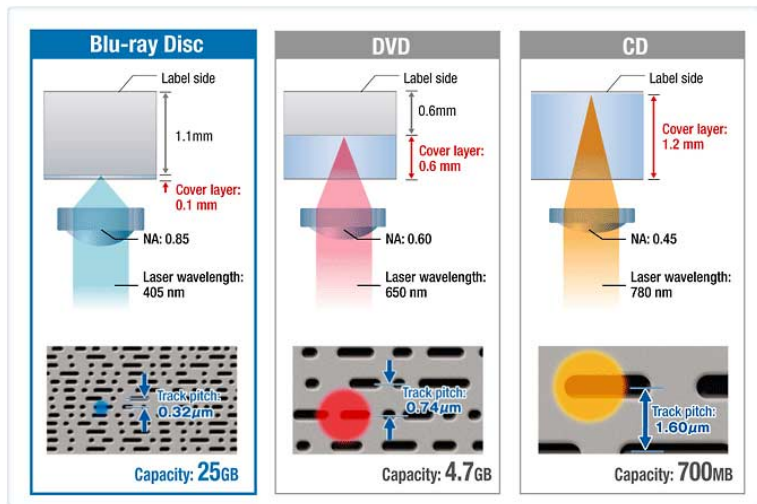 Blu-ray Disc
Label side
1.1mm
Cover layer:
0.1 mm
NA: 0.85
Laser wavelength:
405 nm
Track pitch:
0.32μm
Capacity: 25GB
DVD
Label side
0.6mm
Cover layer:
0.6 mm
NA: 0.60
Laser wavelength:
650 nm
Track pitch:
0.74μm
Capacity: 4.7GB
CD
Label side
Cover layer:
1.2 mm
NA: 0.45
Laser wavelength:
780 nm
Track pitch:
1.60μm
Capacity: 700MB